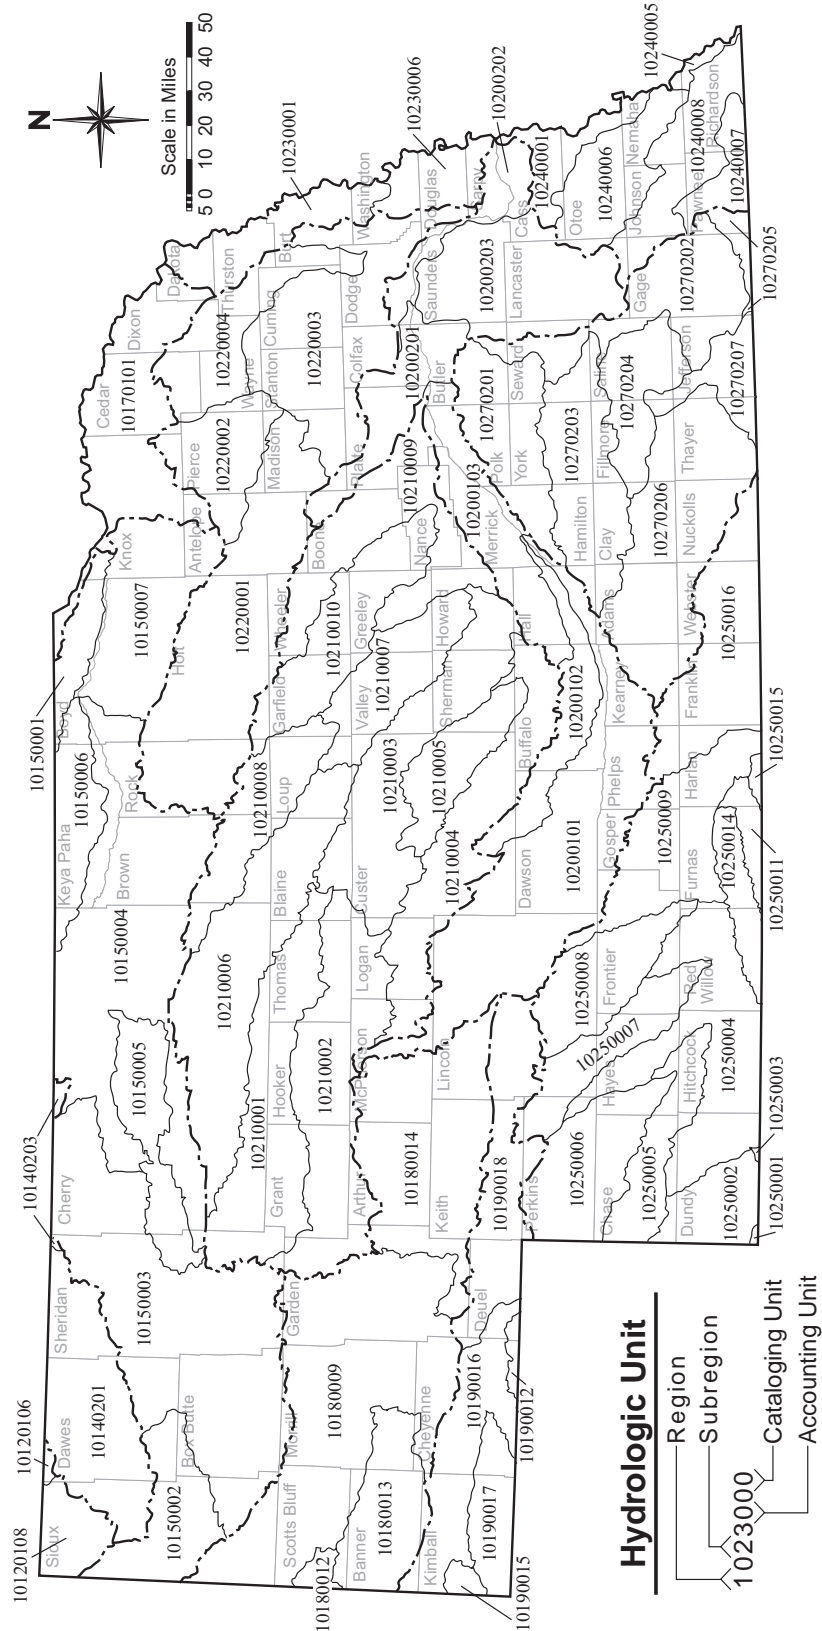 N
Scale in Miles
5 0 10 20 30 40 50
10120108
10120106
10140203
10150001
10230001
10230006
10200202
10240005
Sioux
Dawes
Sheridan
Cherry
Keya Paha
Boyd
Cedar
Dixon
Dakota
10140201
10150003
10150005
10150004
10150006
Rock
Brown
10150007
Holt
Knox
10170101
10150002
Box Butte
10210006
10220001
Antelope
Pierce
10220002
Wayne
10220004
Thurston
Scotts Bluff
Morrill
Garden
Grant
10210001
Hooker
Thomas
Blaine
Loup
10210008
Garfield
Wheeler
Boone
Madison
Stanton
Cuming
Burt
10220003
10180012
Banner
10180013
10180009
Arthur
10180014
McPherson
10210002
Logan
Custer
10210003
Valley
10210007
Greeley
10210010
Platte
Colfax
Dodge
Washington
Kimball
Cheyenne
Deuel
Keith
Lincoln
10210004
10210005
Sherman
Howard
Nance
10210009
Merrick
10200103
Polk
Butler
10200201
Saunders
Douglas
Sarpy
10190015
10190017
10190016
10190012
10190018
Perkins
Dawson
Buffalo
Hall
Hamilton
York
10270201
Seward
Lancaster
10200203
Cass
10240001
Otoe
10250006
Chase
Hayes
10250007
10250008
Frontier
10200101
Gosper
Phelps
10200102
Kearney
Adams
Clay
Fillmore
10270203
Saline
10270204
Gage
Johnson
Nemaha
10240006
10250005
Dundy
10250002
10250001
10250003
Hitchcock
10250004
Red
Willow
Furnas
10250009
10250014
10250011
Harlan
10250015
Franklin
Webster
10250016
Nuckolls
10270206
Thayer
10270207
Jefferson
10270202
10270205
Pawnee
10240008
Richardson
10240007
Hydrologic Unit
Region
Subregion
1023000
Cataloging Unit
Accounting Unit